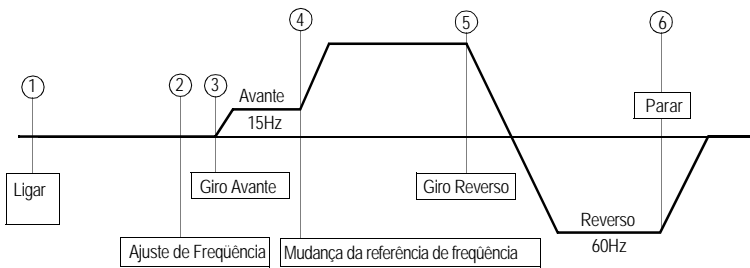 1
2
3
4
5
6
Avante
15Hz
Parar
Ligar
Giro Avante
Giro Reverso
Reverso
60Hz
Ajuste de Freqüência
Mudança da referência de freqûência